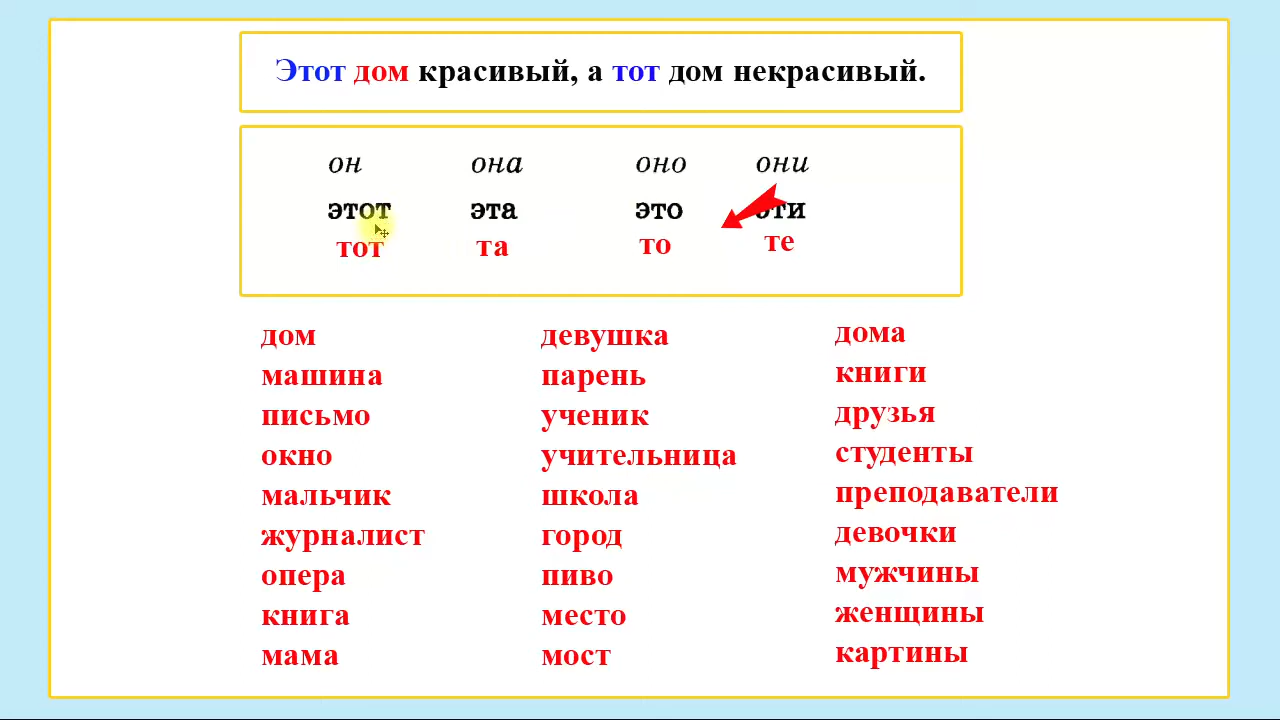 Этот дом красивый, а тот дом некрасивый.
он она оно они
этот эта это эти
тот та то те
дом
машина
письмо
окно
мальчик
журналист
опера
книга
мама
девушка
парень
ученик
учительница
школа
город
пиво
место
мост
дома
книги
друзья
студенты
преподаватели
девочки
мужчины
женщины
картины